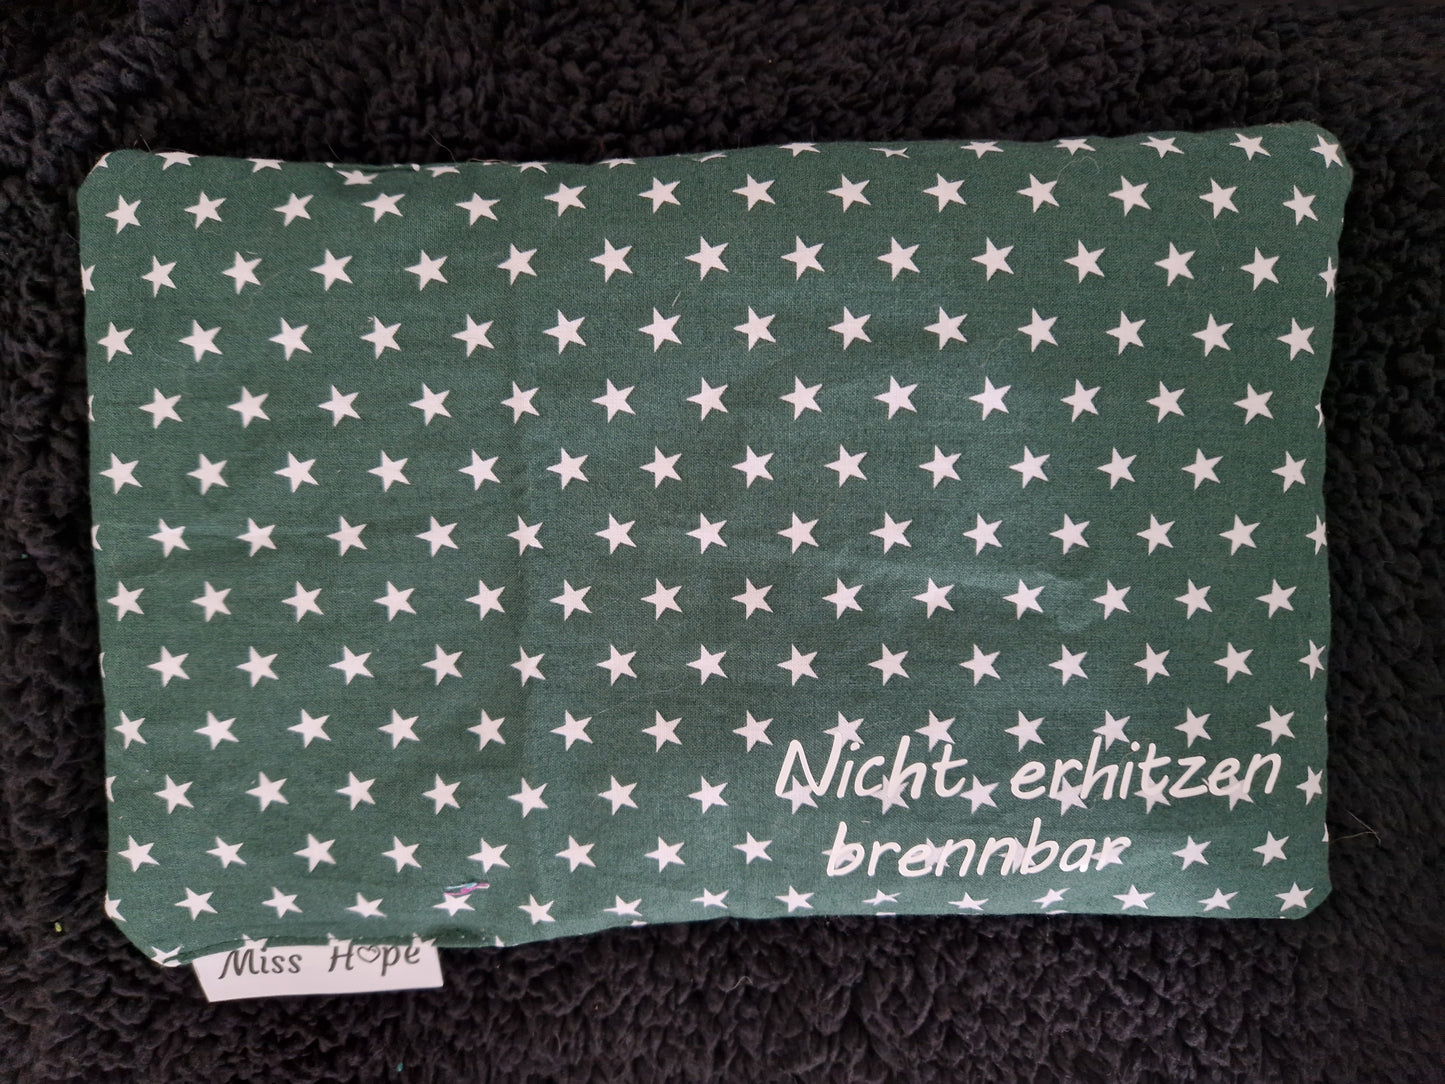 Nicht erhitzen
brennbar
Miss Hope